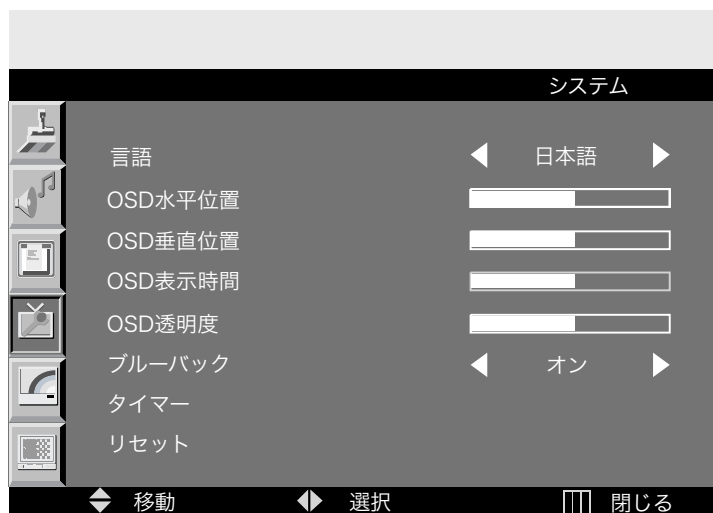 システム
言語 日本語
OSD水平位置
OSD垂直位置
OSD表示時間
OSD透明度
ブルーバック オン
タイマー
リセット
移動 選択 閉じる